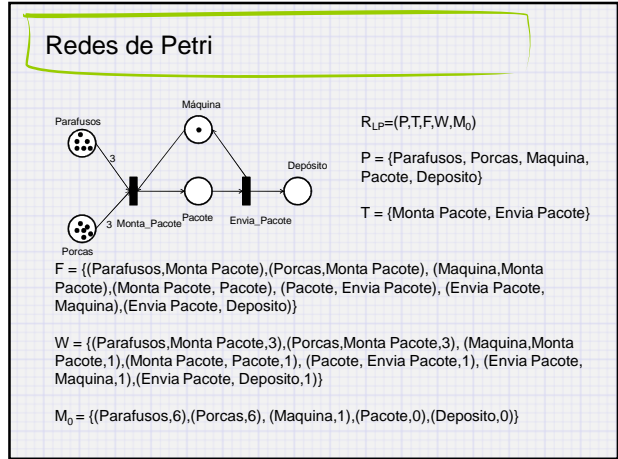 Redes de Petri
Máquina
Parafusos
3
Depósito
3
Monta_Pacote
Pacote
Envia_Pacote
Porcas
R_LP=(P,T,F,W,M_0)
P = {Parafusos, Porcas, Maquina,
Pacote, Deposito}
T = {Monta Pacote, Envia Pacote}
F = {(Parafusos,Monta Pacote),(Porcas,Monta Pacote), (Maquina,Monta
Pacote),(Monta Pacote, Pacote), (Pacote, Envia Pacote), (Envia Pacote,
Maquina),(Envia Pacote, Deposito)}
W = {(Parafusos,Monta Pacote,3),(Porcas,Monta Pacote,3), (Maquina,Monta
Pacote,1),(Monta Pacote, Pacote,1), (Pacote, Envia Pacote,1), (Envia Pacote,
Maquina,1),(Envia Pacote, Deposito,1)}
M_0 = {(Parafusos,6),(Porcas,6), (Maquina,1),(Pacote,0),(Deposito,0)}